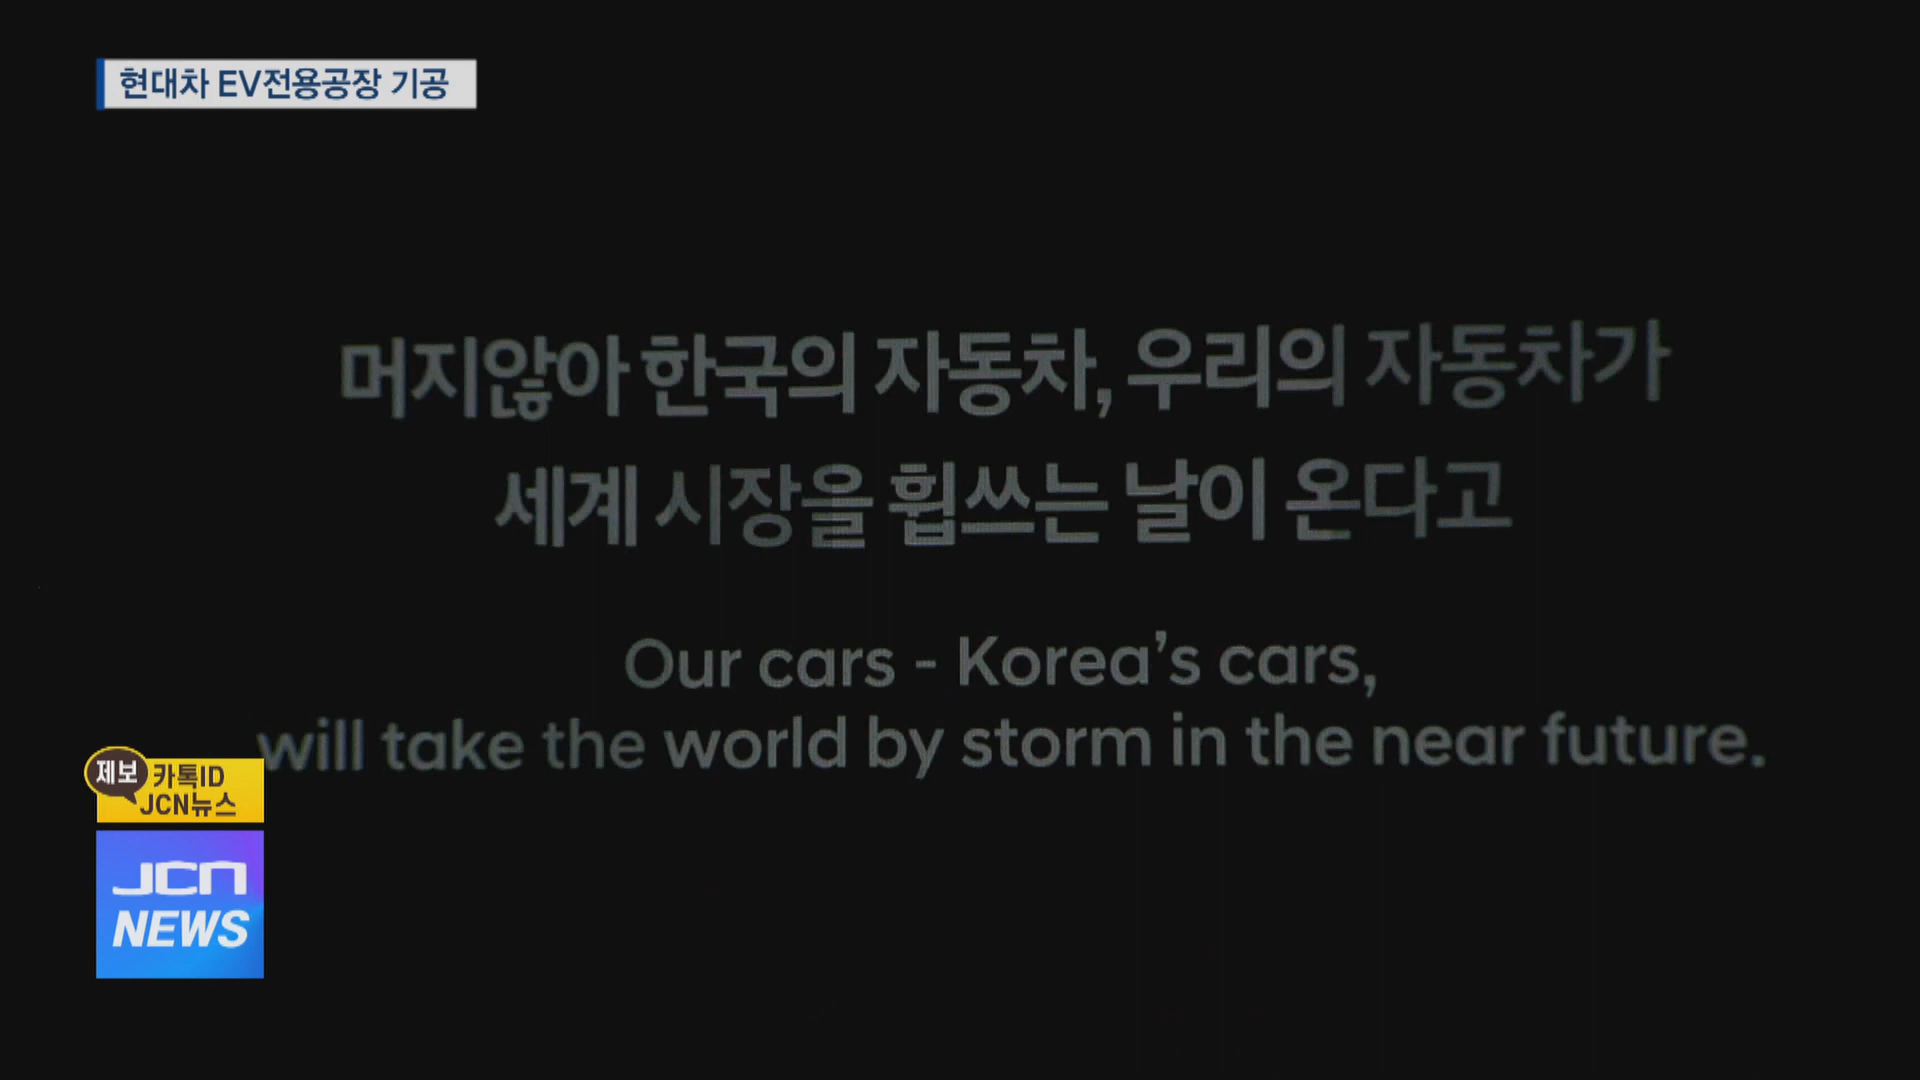 현대차 EV전용공장 기공
머지않아 한국의 자동차, 우리의 자동차가
세계 시장을 휩쓰는 날이 온다고
Our cars - Korea’s cars,
will take the world by storm in the near future.
제보 카톡ID
JCN뉴스
JCN
NEWS